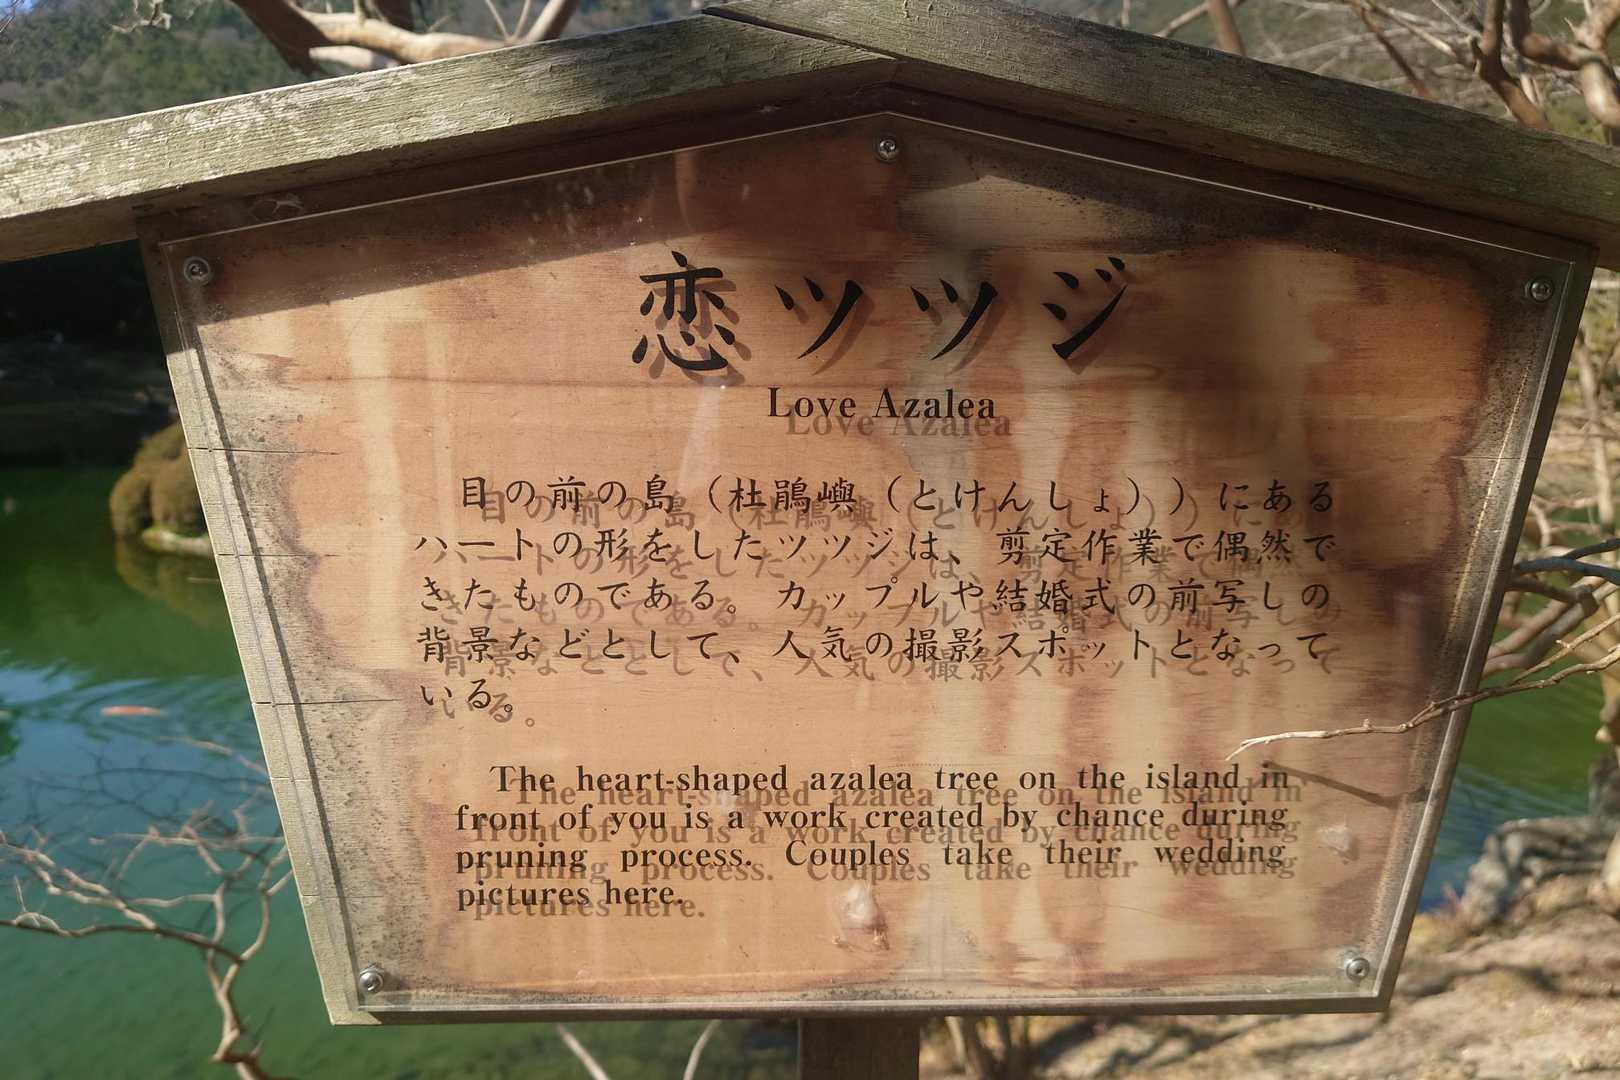 恋ツツジ
Love Azalea
目の前の島（杜鵑嶼（とけんしょ））にある
ハートの形をしたツツジは、剪定作業で偶然で
きたものである。カップルや結婚式の前写しの
背景などとして、人気の撮影スポットとなって
いる。
The heart-shaped azalea tree on the island in
front of you is a work created by chance during
pruning process. Couples take their wedding
pictures here.